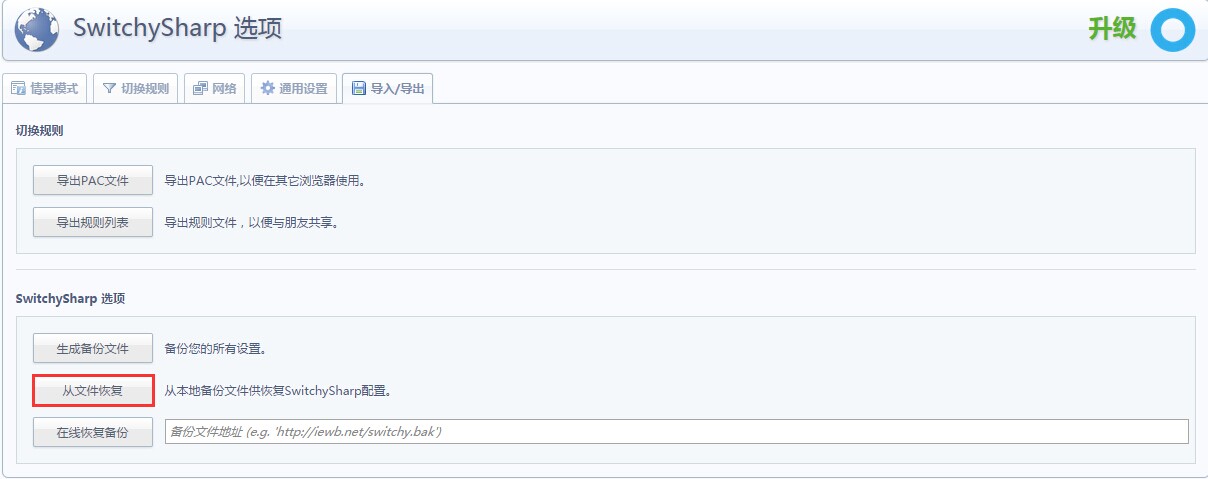 SwitchySharp 选项
升级
情景模式 切换规则 网络 通用设置 导入/导出
切换规则
导出PAC文件 导出PAC文件,以便在其它浏览器使用。
导出规则列表 导出规则文件，以便与朋友共享。
SwitchySharp 选项
生成备份文件 备份您的所有设置。
从文件恢复 从本地备份文件供恢复SwitchySharp配置。
在线恢复备份 备份文件地址 (e.g. 'http://iewb.net/switchy.bak')